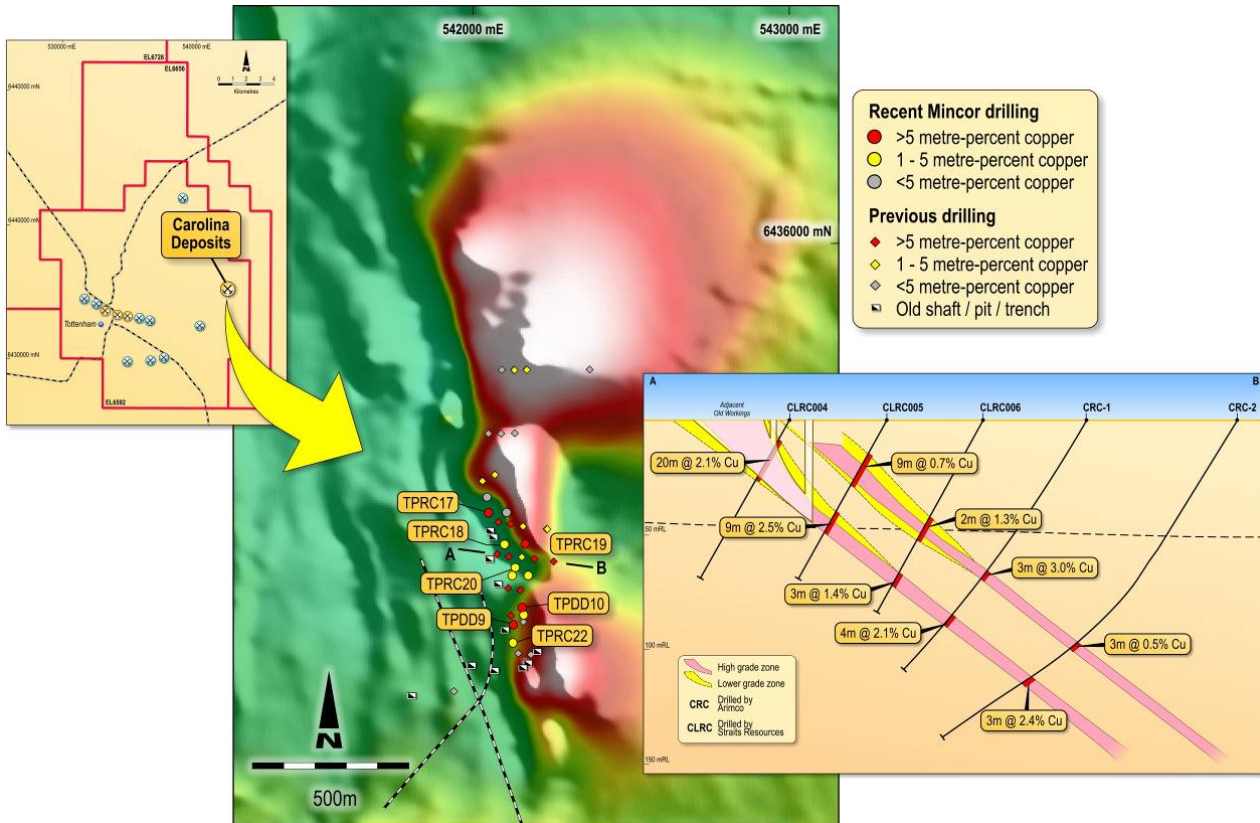 530000 mE
540000 mE
EL6728
EL6656
N
0 1 2 3 4
Kilometres
6440000 mN
6440000 mN
Carolina
Deposits
Tottenham
6430000 mN
EL6592
542000 mE
543000 mE
6436000 mN
TPRC17
TPRC18
TPRC19
A
B
TPRC20
TPDD10
TPDD9
TPRC22
N
500m
Recent Mincor drilling
>5 metre-percent copper
1 - 5 metre-percent copper
<5 metre-percent copper
Previous drilling
>5 metre-percent copper
1 - 5 metre-percent copper
<5 metre-percent copper
Old shaft / pit / trench
A
B
Adjacent
Old Workings
CLRC004
CLRC005
CLRC006
CRC-1
CRC-2
20m @ 2.1% Cu
9m @ 0.7% Cu
50 mRL
9m @ 2.5% Cu
2m @ 1.3% Cu
3m @ 3.0% Cu
3m @ 1.4% Cu
4m @ 2.1% Cu
100 mRL
3m @ 0.5% Cu
3m @ 2.4% Cu
150 mRL
High grade zone
Lower grade zone
CRC Drilled by
Arimco
CLRC Drilled by
Straits Resources